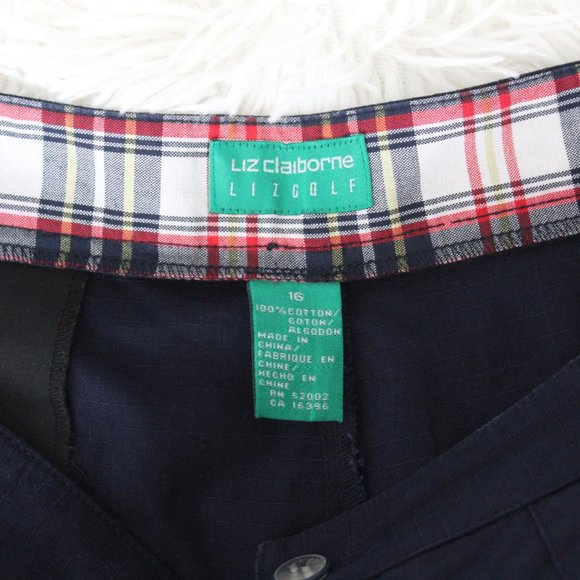 Liz claiborne
LIZGOLF
16
100% COTTON/
COTON/
ALGODON
MADE IN
CHINA/
FABRIQUE EN
CHINE/
HECHO EN
CHINE
RN 52002
CA 16396